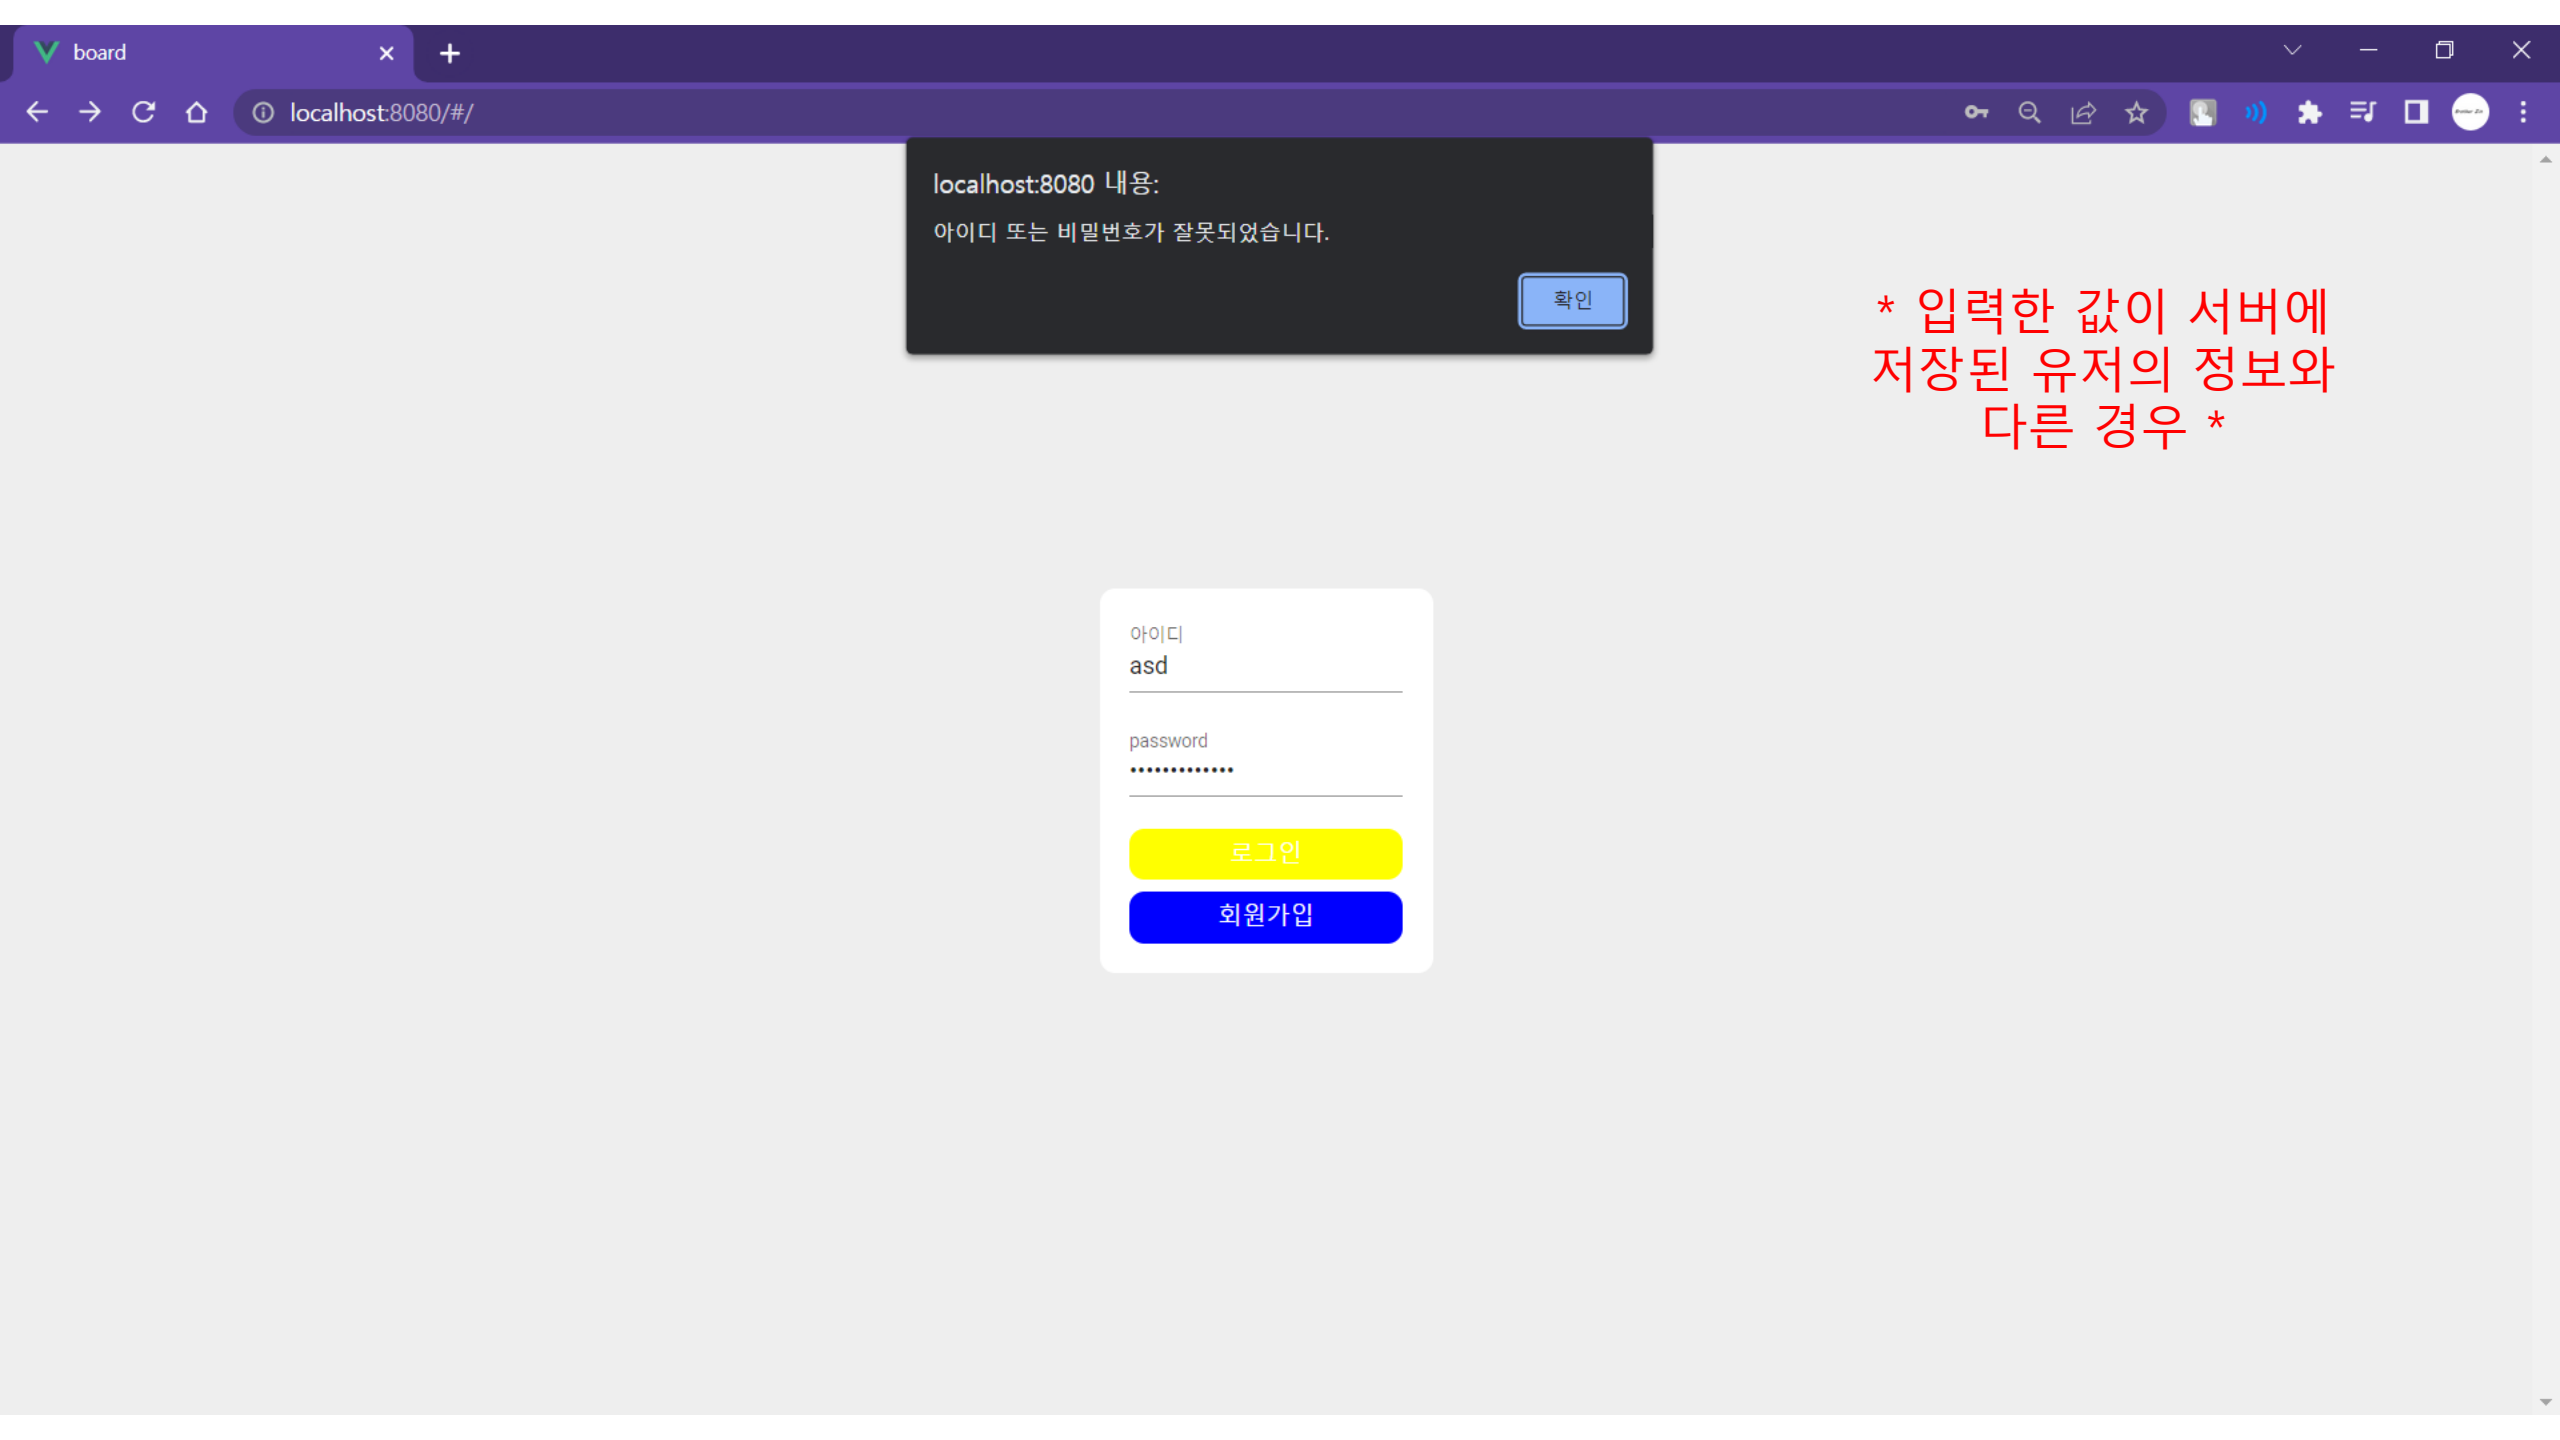 board
localhost:8080/#/
localhost:8080 내용:
아이디 또는 비밀번호가 잘못되었습니다.
확인
* 입력한 값이 서버에
저장된 유저의 정보와
다른 경우 *
아이디
asd
password
•••••••••••••
로그인
회원가입